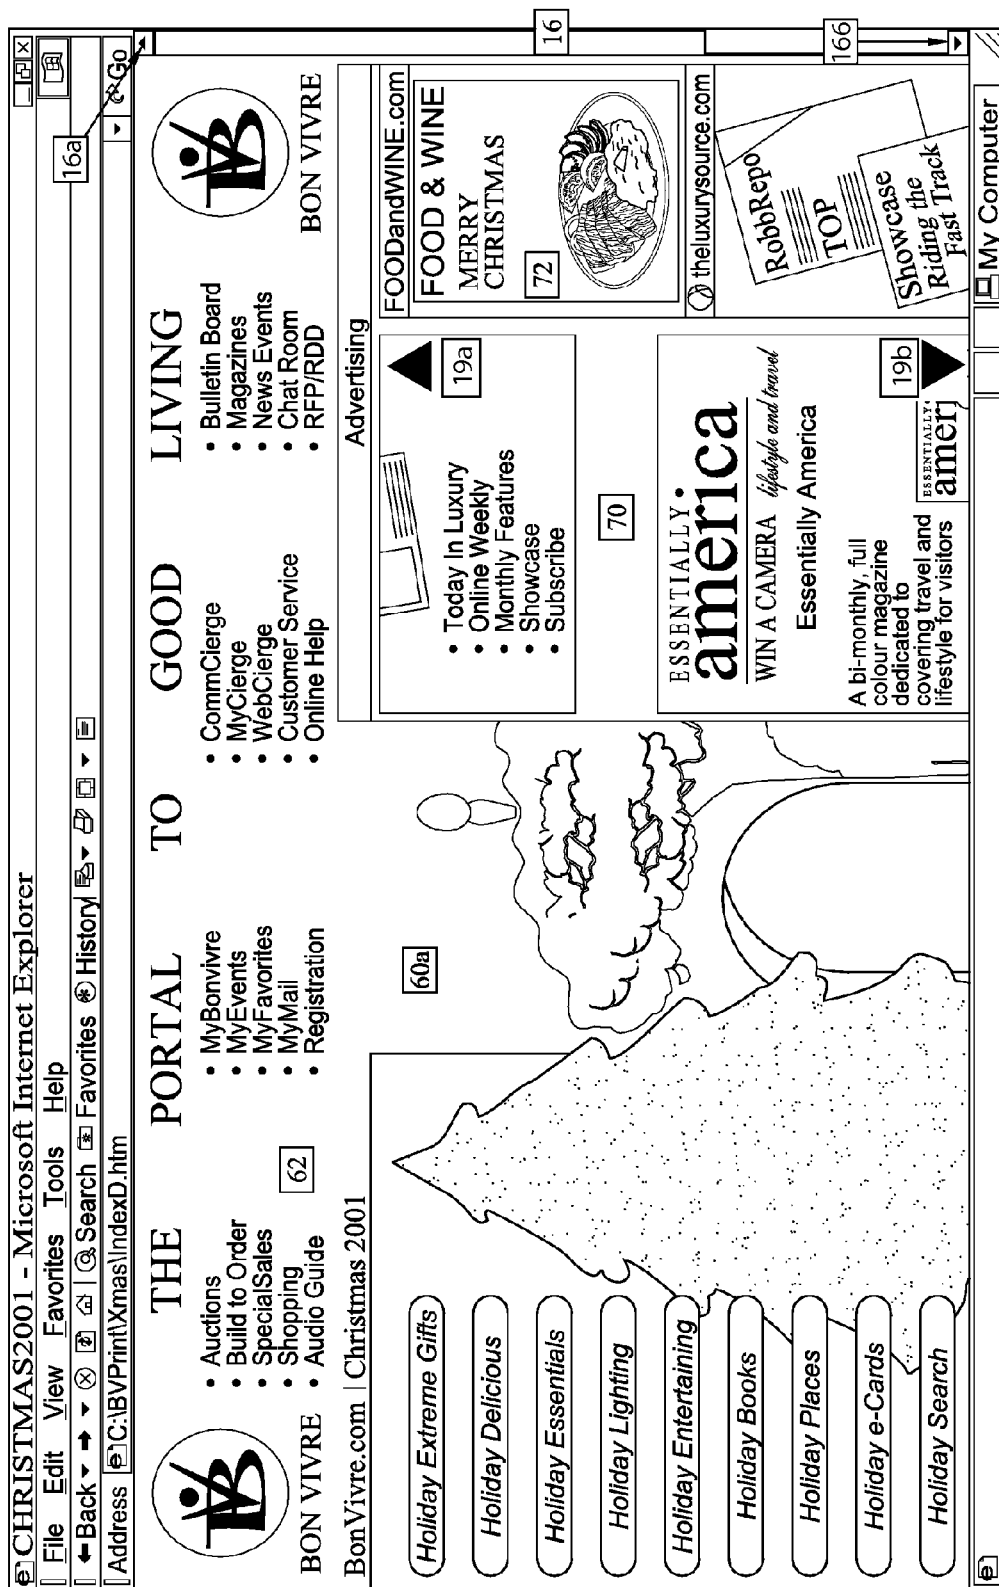 CHRISTMAS2001 - Microsoft Internet Explorer
File Edit View Favorites Tools Help
Back Search Favorites History
Address C:\BVPrint\Xmas\IndexD.htm Go
16a
BV
BON VIVRE
THE PORTAL TO GOOD LIVING
• Auctions
• Build to Order
• SpecialSales
• Shopping
• Audio Guide
62
• MyBonvivre
• MyEvents
• MyFavorites
• MyMail
• Registration
• CommCierge
• MyCierge
• WebCierge
• Customer Service
• Online Help
• Bulletin Board
• Magazines
• News Events
• Chat Room
• RFP/RDD
BV
BON VIVRE
BonVivre.com | Christmas 2001
Holiday Extreme Gifts
Holiday Delicious
Holiday Essentials
Holiday Lighting
Holiday Entertaining
Holiday Books
Holiday Places
Holiday e-Cards
Holiday Search
60a
Advertising
• Today In Luxury
• Online Weekly
• Monthly Features
• Showcase
• Subscribe
19a
70
ESSENTIALLY
america
WIN A CAMERA lifestyle and travel
Essentially America
A bi-monthly, full
colour magazine
dedicated to
covering travel and
lifestyle for visitors
ESSENTIALLY
amer
19b
FOODandWINE.com
FOOD & WINE
MERRY
CHRISTMAS
72
theluxurysource.com
RobbRepo
TOP
Showcase
Riding the
Fast Track
16
166
My Computer